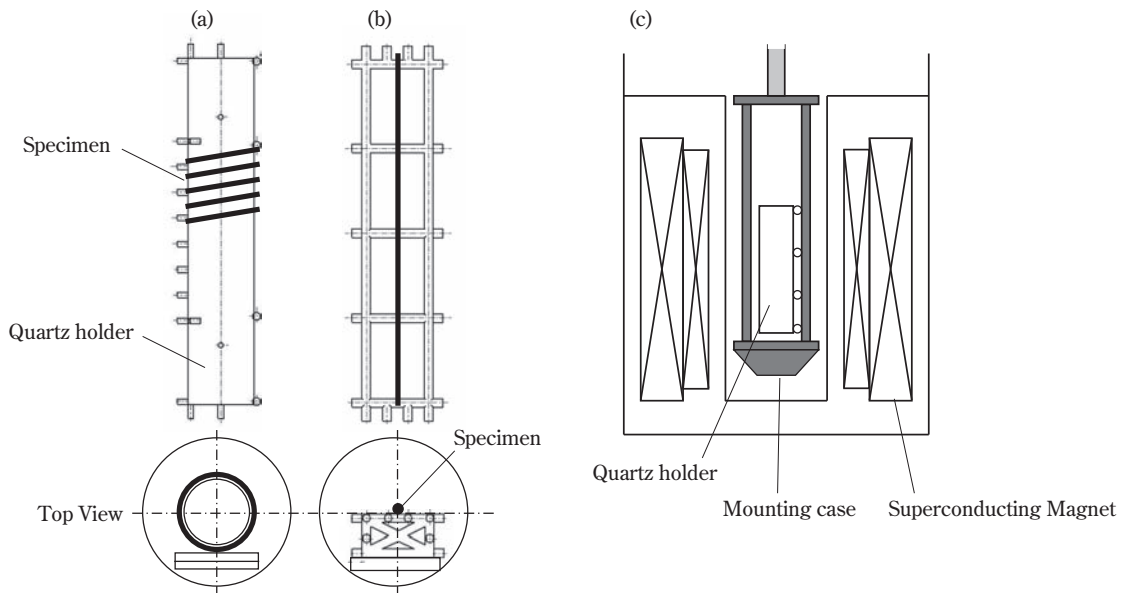 (a)
(b)
(c)
Specimen
Quartz holder
Specimen
Top View
Quartz holder
Mounting case
Superconducting Magnet